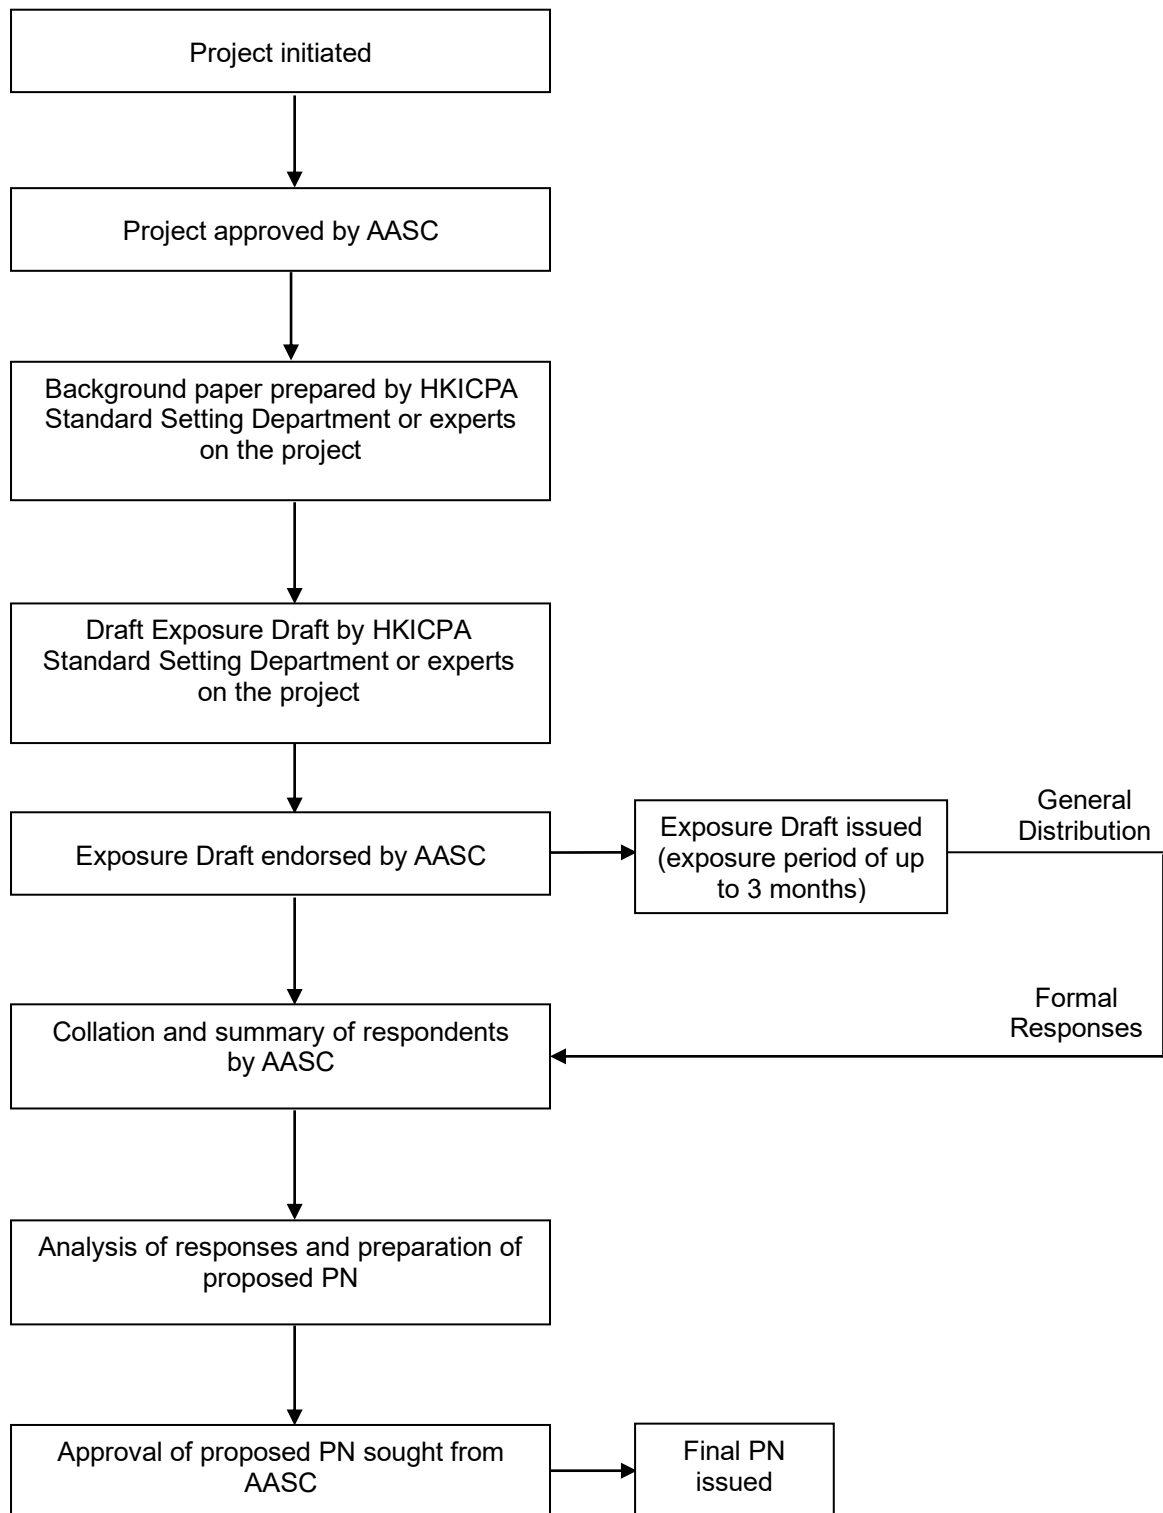 Project initiated
Project approved by AASC
Background paper prepared by HKICPA
Standard Setting Department or experts
on the project
Draft Exposure Draft by HKICPA
Standard Setting Department or experts
on the project
Exposure Draft endorsed by AASC
Exposure Draft issued
(exposure period of up
to 3 months)
General
Distribution
Formal
Responses
Collation and summary of respondents
by AASC
Analysis of responses and preparation of
proposed PN
Approval of proposed PN sought from
AASC
Final PN
issued